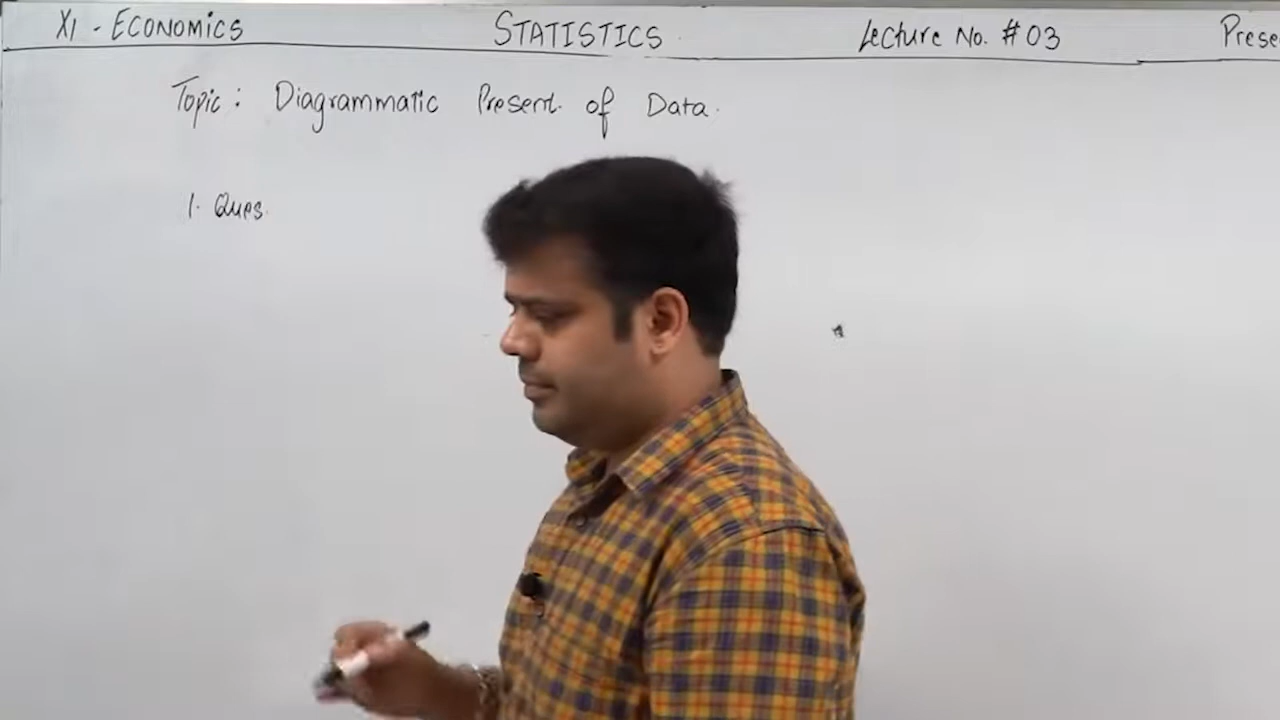 XI - ECONOMICS STATISTICS Lecture No. #03 Prese
Topic: Diagrammatic Present. of Data.
1. Ques.